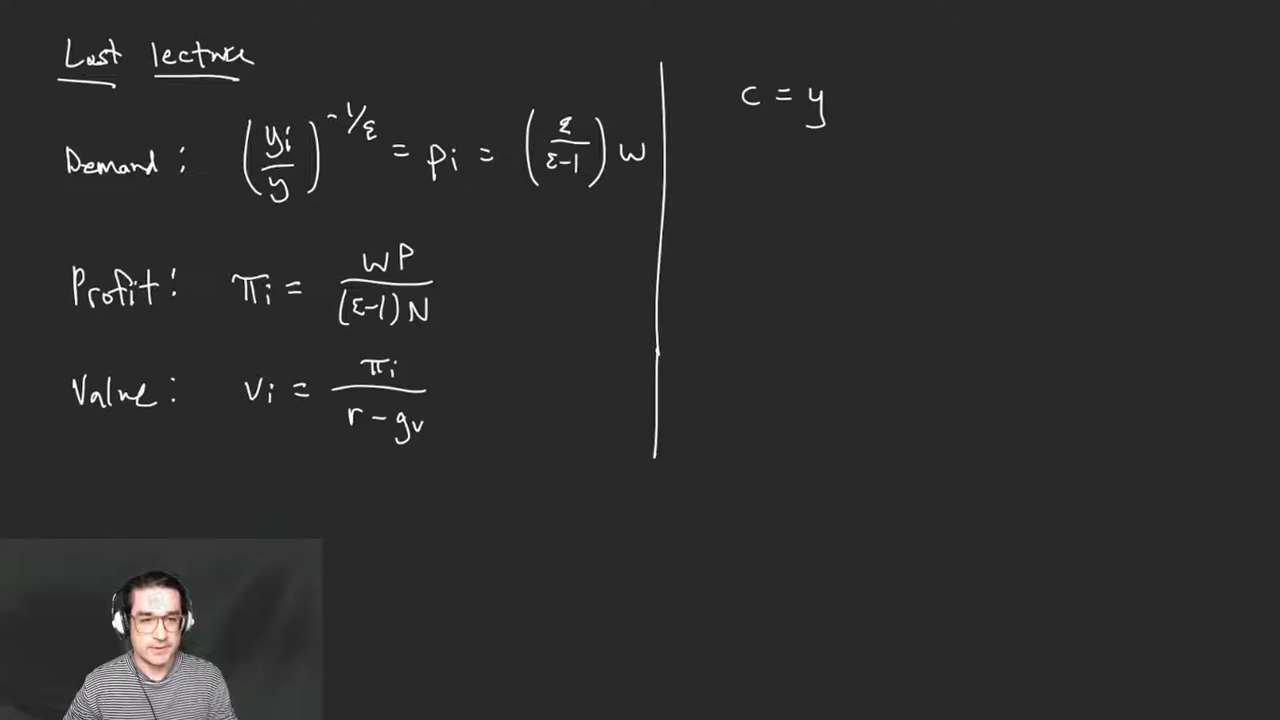 Last lecture
Demand: (yi/y)^(-1/ε) = pi = (ε/(ε-1)) w
Profit: πi = wP/((ε-1)N)
Value: vi = πi/(r - gv)
c = y